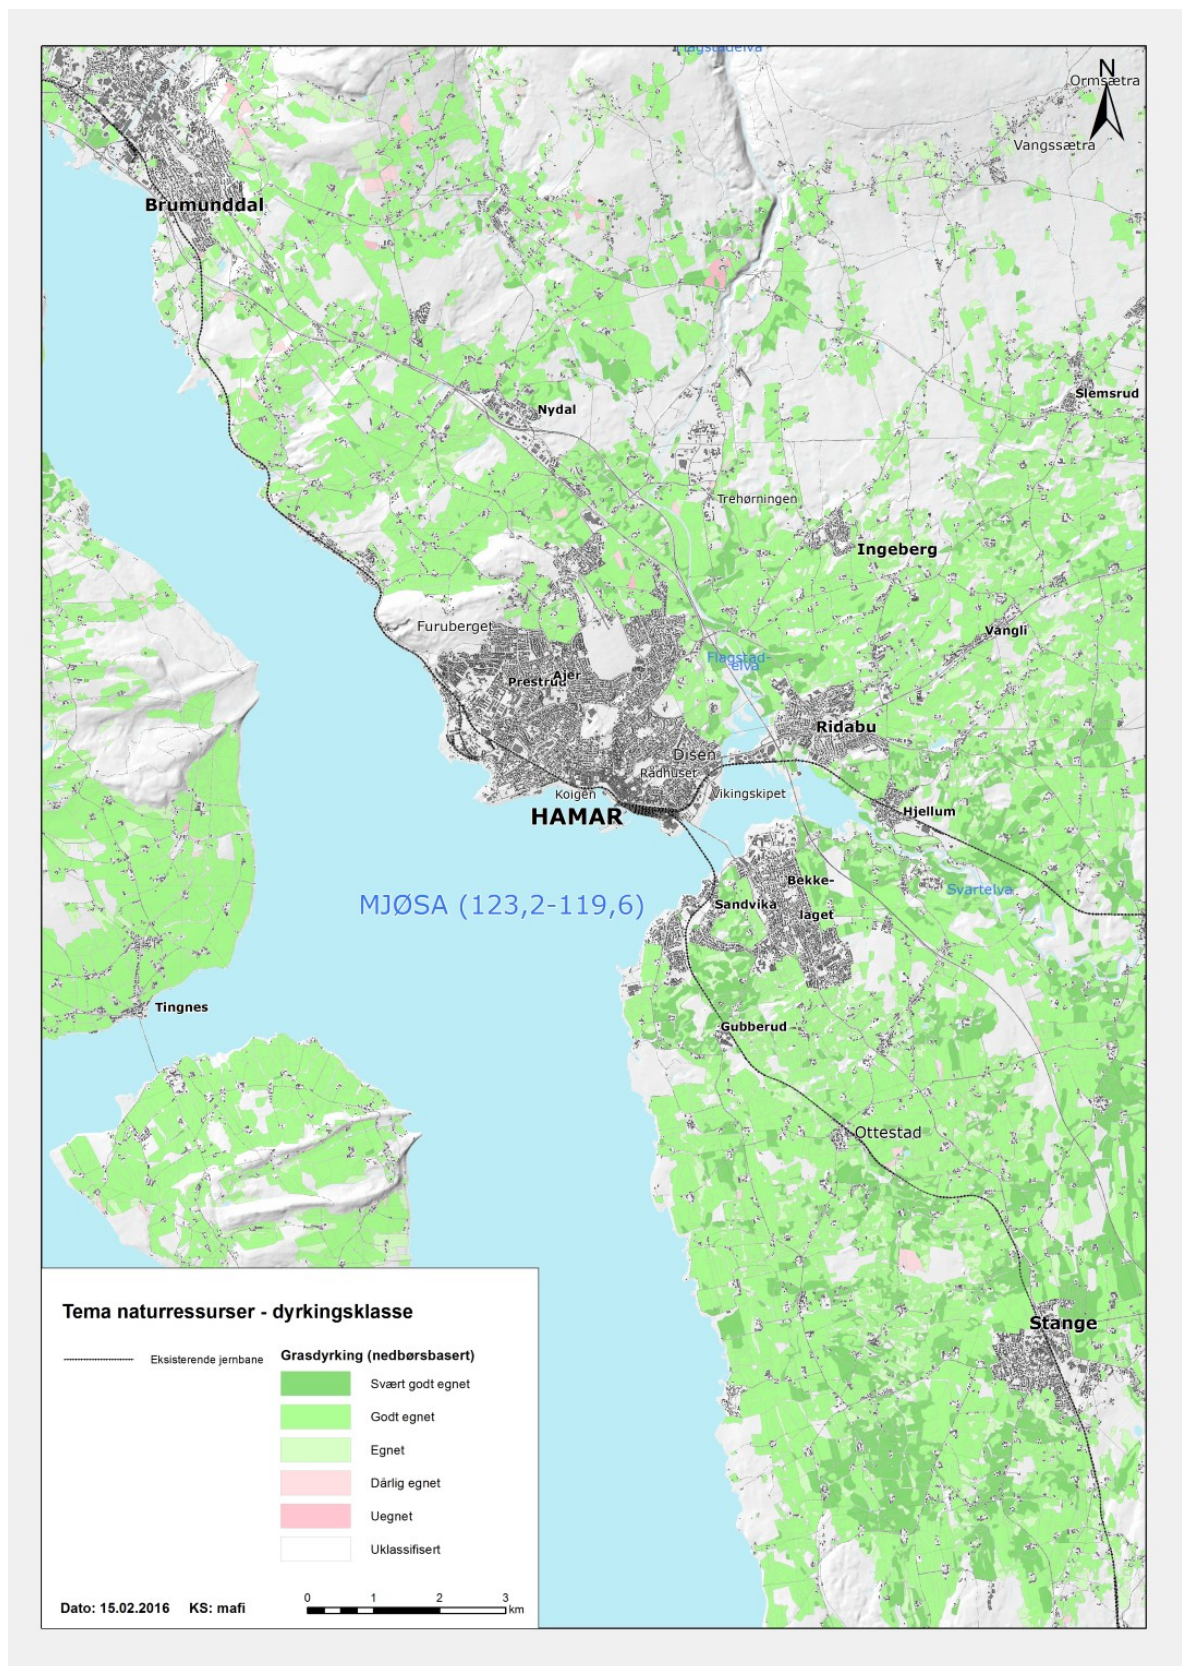 Flagstadelva
N
Ormsætra
Vangssætra
Brumunddal
Slemsrud
Nydal
Trehørningen
Ingeberg
Furuberget
Vangli
Flagstad-
elva
Prestrud
Ajer
Ridabu
Disen
Rådhuset
Koigen
Vikingskipet
HAMAR
Hjellum
Bekke-
laget
Svartelva
MJØSA (123,2-119,6)
Sandvika
Tingnes
Gubberud
Ottestad
Stange
Tema naturressurser - dyrkingsklasse
Eksisterende jernbane
Grasdyrking (nedbørsbasert)
Svært godt egnet
Godt egnet
Egnet
Dårlig egnet
Uegnet
Uklassifisert
Dato: 15.02.2016 KS: mafi
0 1 2 3
km